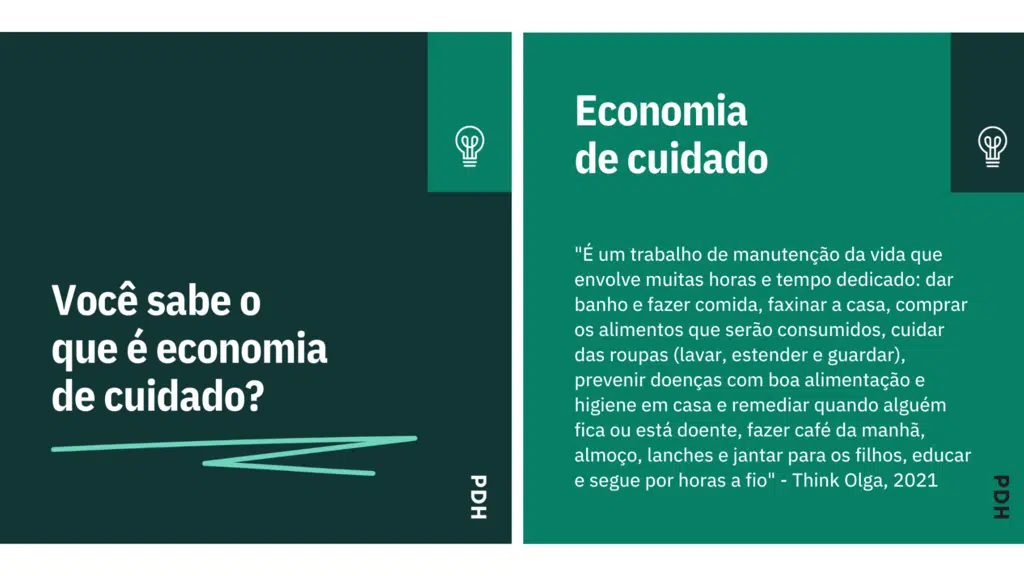 Você sabe o
que é economia
de cuidado?
PDH
Economia
de cuidado
"É um trabalho de manutenção da vida que
envolve muitas horas e tempo dedicado: dar
banho e fazer comida, faxinar a casa, comprar
os alimentos que serão consumidos, cuidar
das roupas (lavar, estender e guardar),
prevenir doenças com boa alimentação e
higiene em casa e remediar quando alguém
fica ou está doente, fazer café da manhã,
almoço, lanches e jantar para os filhos, educar
e segue por horas a fio" - Think Olga, 2021
PDH